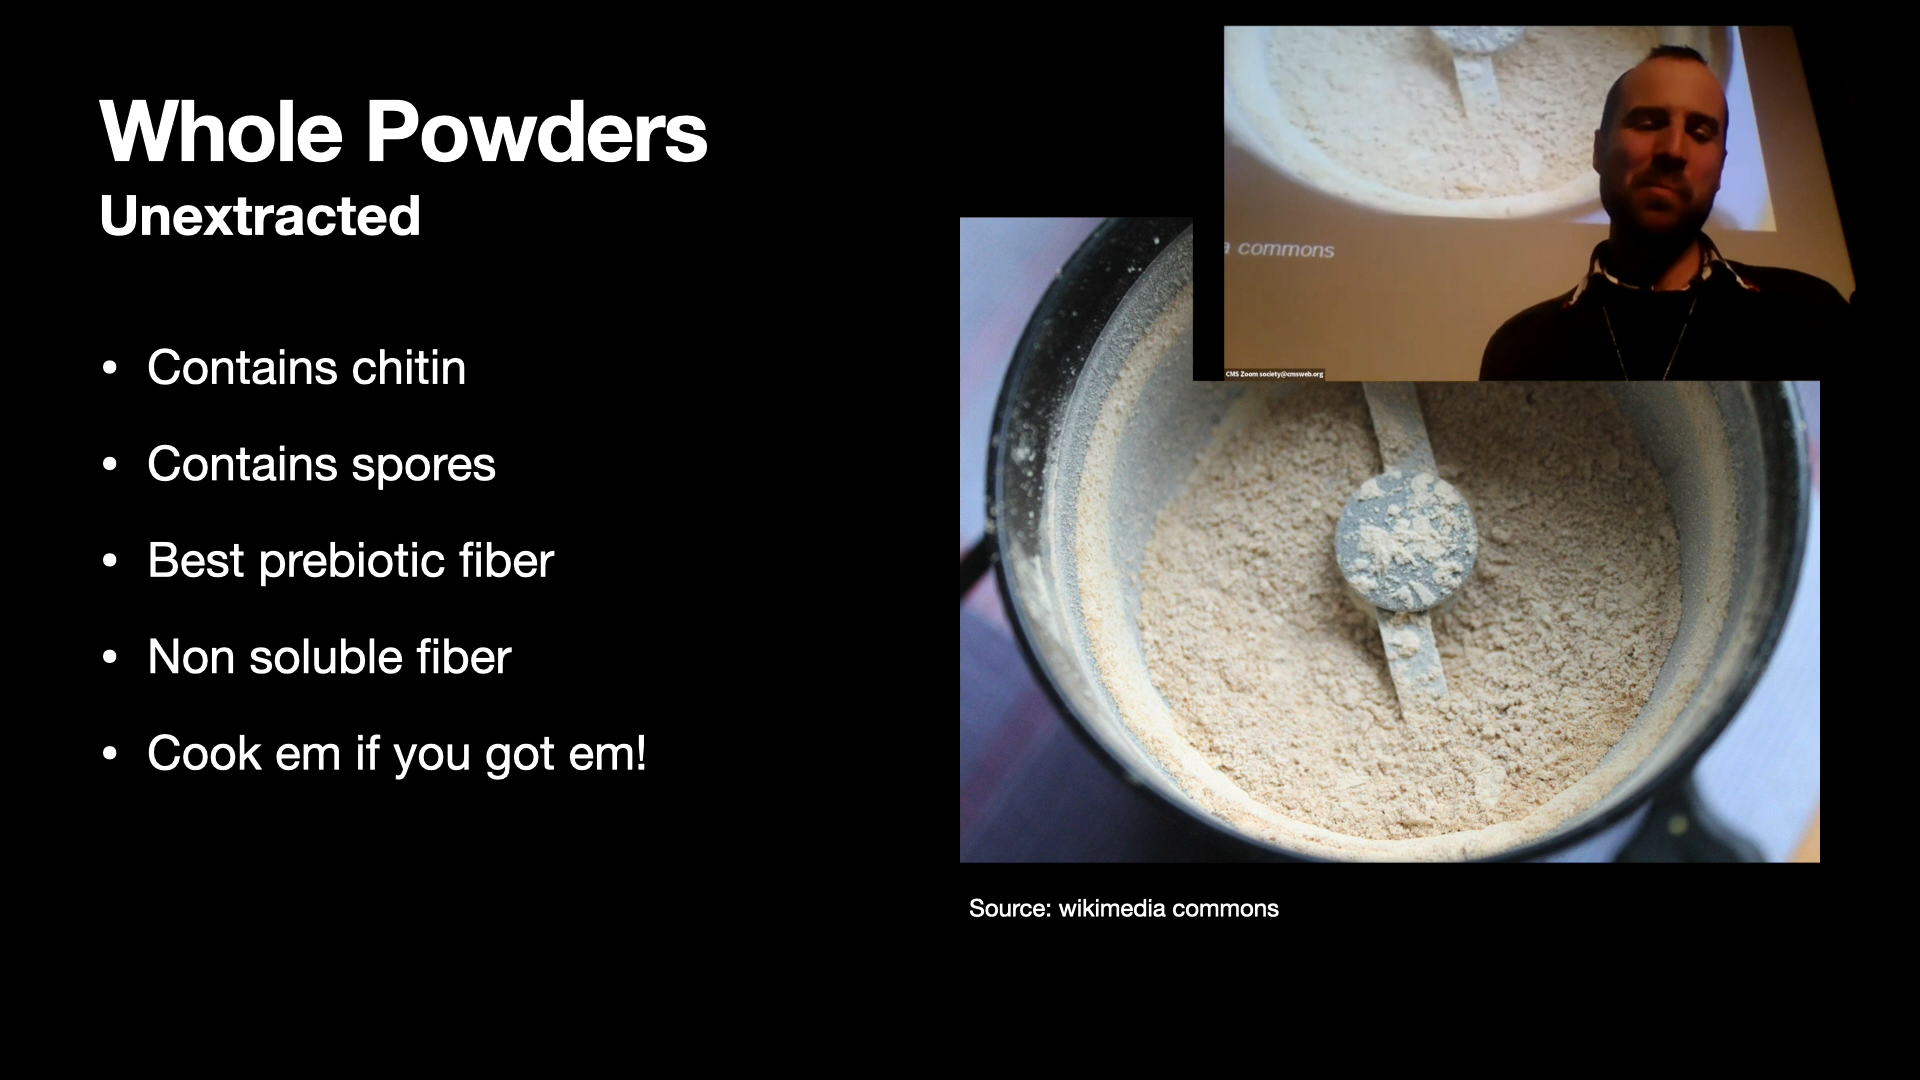 Whole Powders
Unextracted
• Contains chitin
• Contains spores
• Best prebiotic fiber
• Non soluble fiber
• Cook em if you got em!
commons
CMS Zoom society@cmsweb.org
Source: wikimedia commons